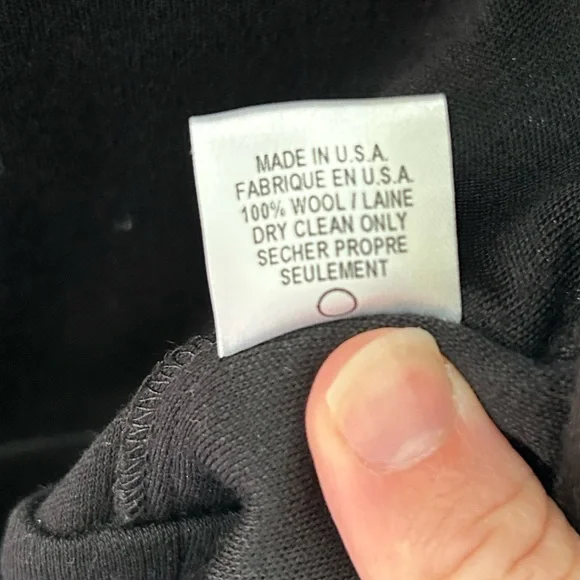 MADE IN U.S.A.
FABRIQUE EN U.S.A.
100% WOOL / LAINE
DRY CLEAN ONLY
SECHER PROPRE
SEULEMENT